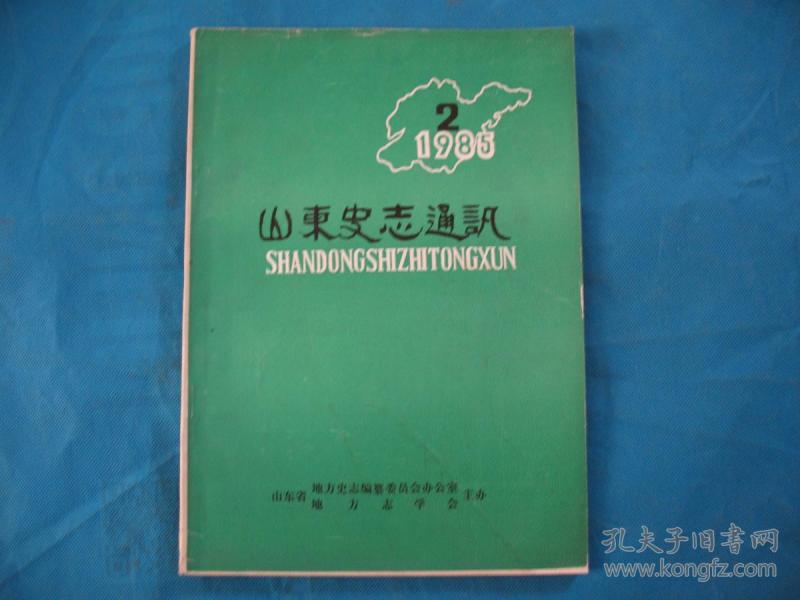 2
1985
山東史志通訊
SHANDONGSHIZHITONGXUN
山东省 地方史志编纂委员会办公室 主办
地方志学会
孔夫子旧书网
www.kongfz.com